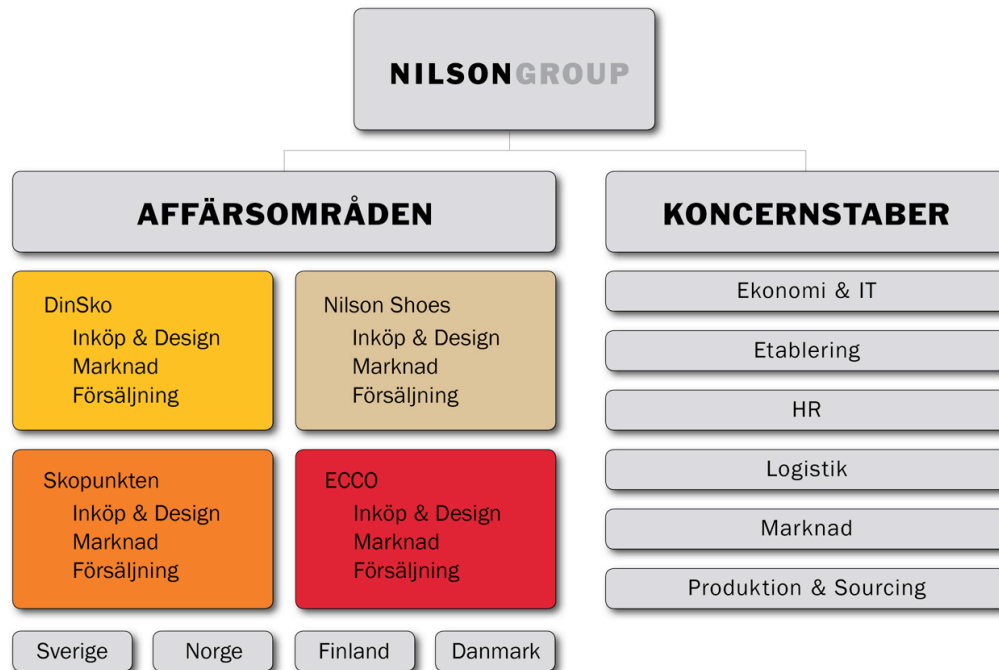 NILSONGROUP
AFFÄRSOMRÅDEN
DinSko
Inköp & Design
Marknad
Försäljning
Nilson Shoes
Inköp & Design
Marknad
Försäljning
Skopunkten
Inköp & Design
Marknad
Försäljning
ECCO
Inköp & Design
Marknad
Försäljning
Sverige
Norge
Finland
Danmark
KONCERNSTABER
Ekonomi & IT
Etablering
HR
Logistik
Marknad
Produktion & Sourcing